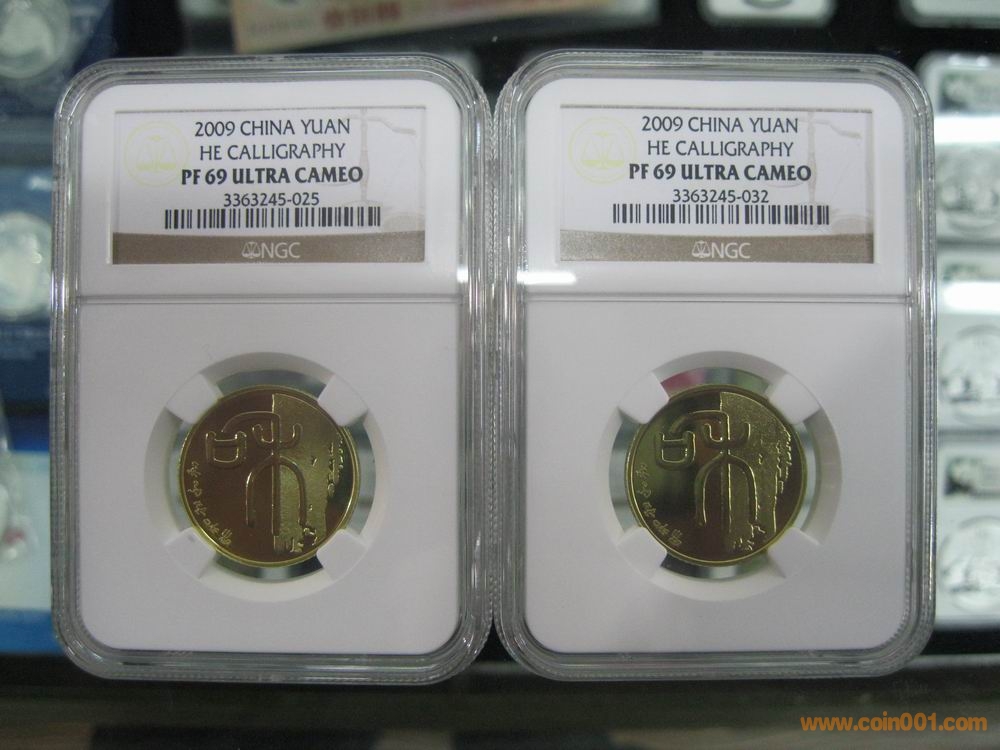 2009 CHINA YUAN
HE CALLIGRAPHY
PF 69 ULTRA CAMEO
3363245-025
NGC
2009 CHINA YUAN
HE CALLIGRAPHY
PF 69 ULTRA CAMEO
3363245-032
NGC
www.coin001.com